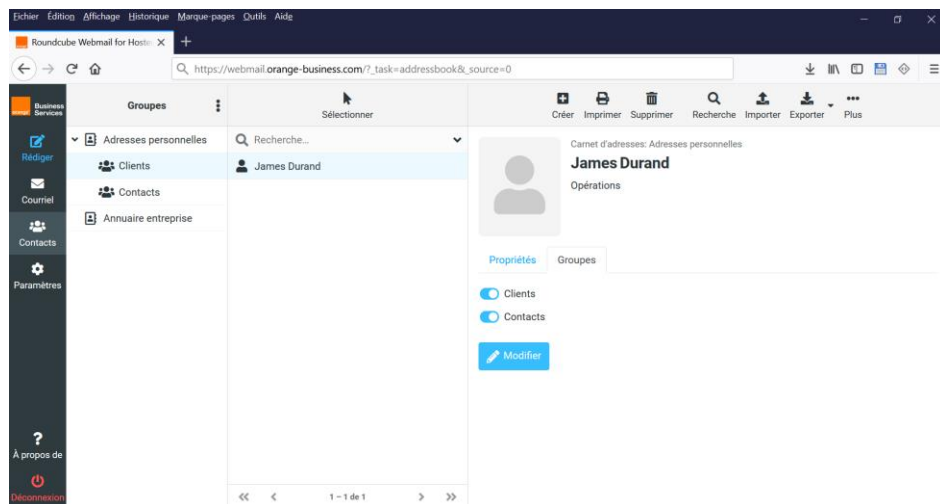 Fichier Édition Affichage Historique Marque-pages Outils Aide
Roundcube Webmail for Hoste
https://webmail.orange-business.com/?_task=addressbook&_source=0
Business
Services
Rédiger
Courriel
Contacts
Paramètres
À propos de
Déconnexion
Groupes
Adresses personnelles
Clients
Contacts
Annuaire entreprise
Sélectionner
Recherche...
James Durand
1 – 1 de 1
Créer Imprimer Supprimer Recherche Importer Exporter Plus
Carnet d'adresses: Adresses personnelles
James Durand
Opérations
Propriétés Groupes
Clients
Contacts
Modifier